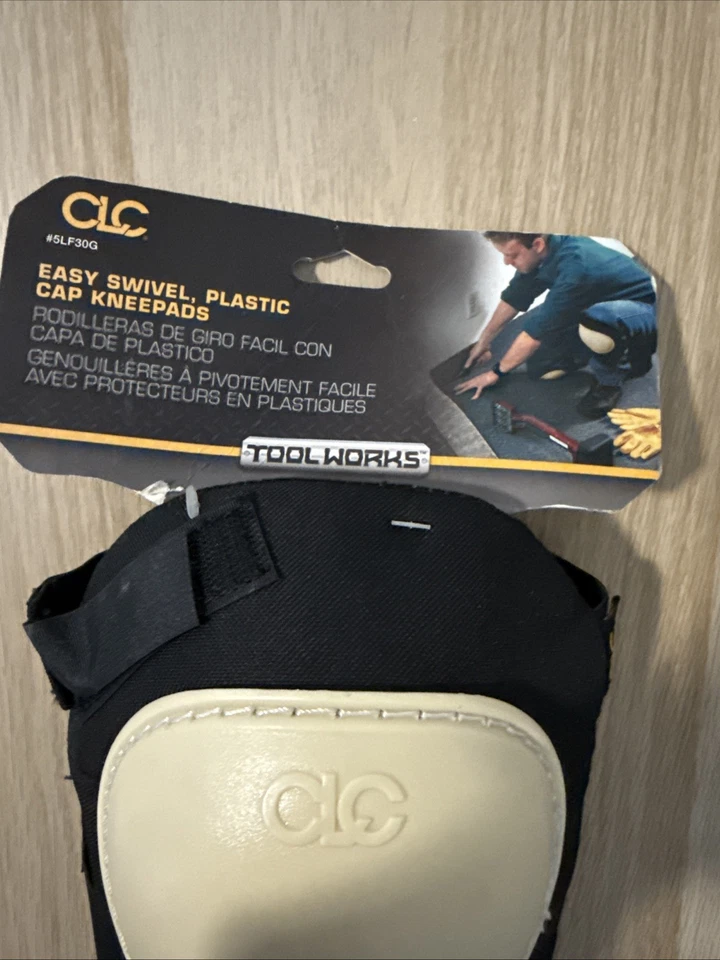 CLC
#5LF30G
EASY SWIVEL, PLASTIC
CAP KNEEPADS
RODILLERAS DE GIRO FACIL CON
CAPA DE PLASTICO
GENOUILLÈRES À PIVOTEMENT FACILE
AVEC PROTECTEURS EN PLASTIQUES
TOOLWORKS™
CLC